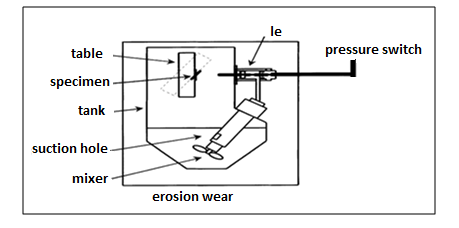 le
pressure switch
table
specimen
tank
suction hole
mixer
erosion wear